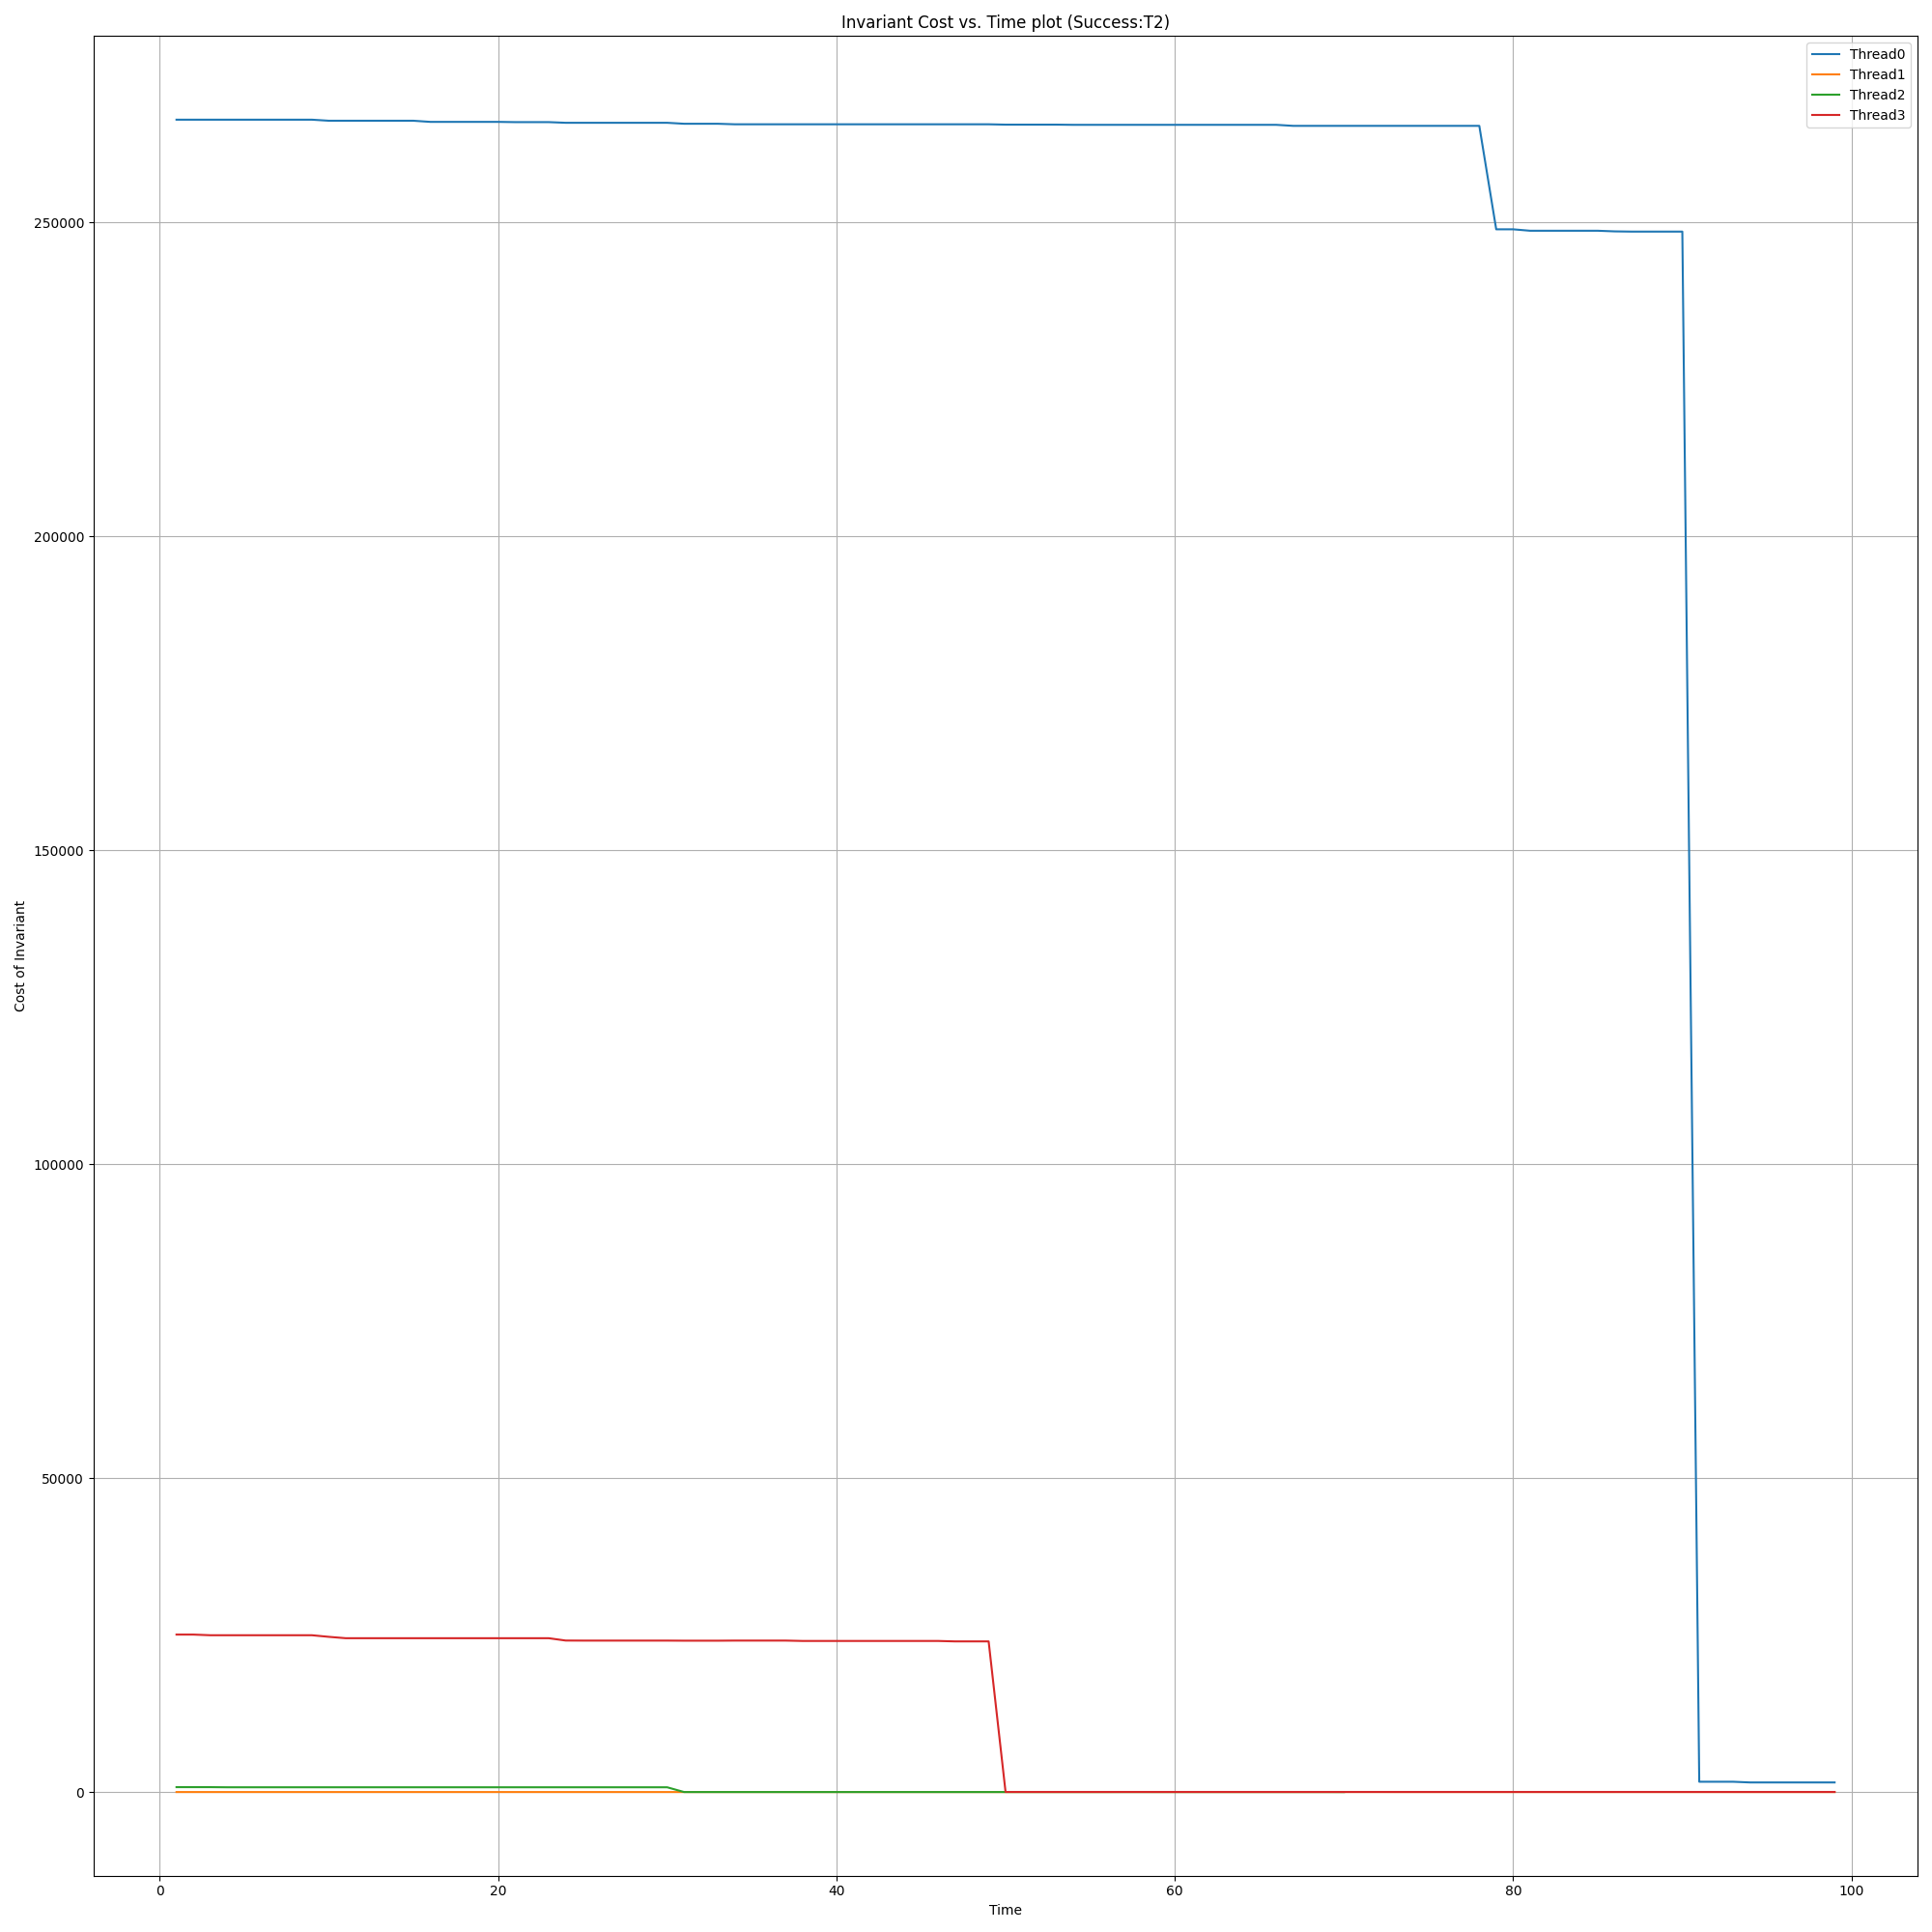 Invariant Cost vs. Time plot (Success:T2)
Thread0
Thread1
Thread2
Thread3
250000
200000
150000
100000
50000
0
Cost of Invariant
0 20 40 60 80 100
Time